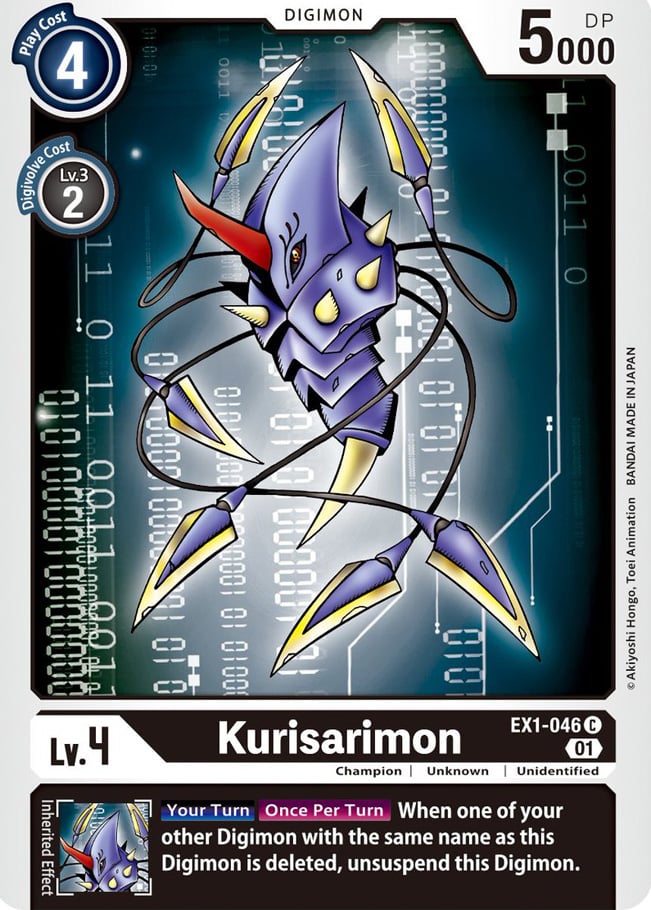 DIGIMON
Play Cost
4
DP
5000
Digivolve Cost
Lv.3
2
© Akiyoshi Hongo, Toei Animation BANDAI MADE IN JAPAN
Lv.4
Kurisarimon
EX1-046 C
01
Champion | Unknown | Unidentified
Inherited Effect
Your Turn Once Per Turn When one of your
other Digimon with the same name as this
Digimon is deleted, unsuspend this Digimon.